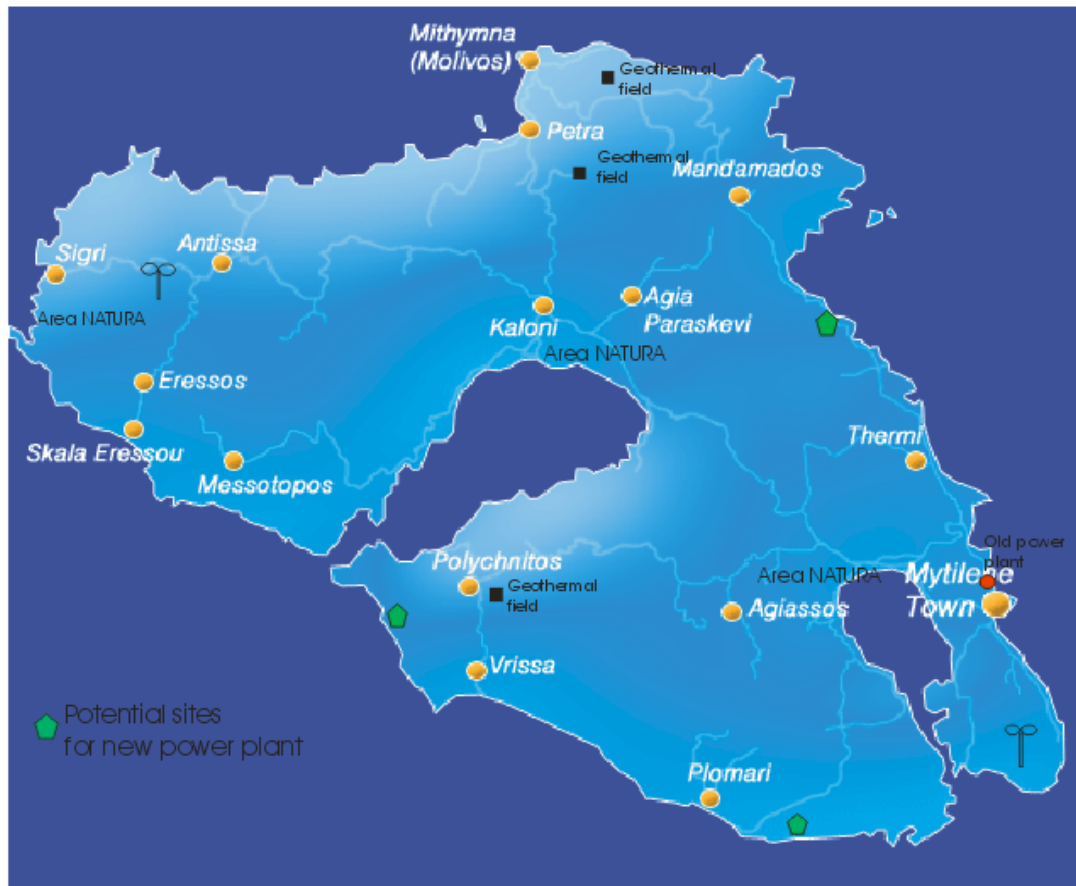 Mithymna
(Molivos)
Geothermal
field
Petra
Geothermal
field
Mandamados
Sigri
Antissa
Area NATURA
Kaloni
Agia
Paraskevi
Area NATURA
Eressos
Skala Eressou
Messotopos
Thermi
Old power
plant
Polychnitos
Geothermal
field
Area NATURA
Mytilene
Town
Agiassos
Vrissa
Potential sites
for new power plant
Plomari